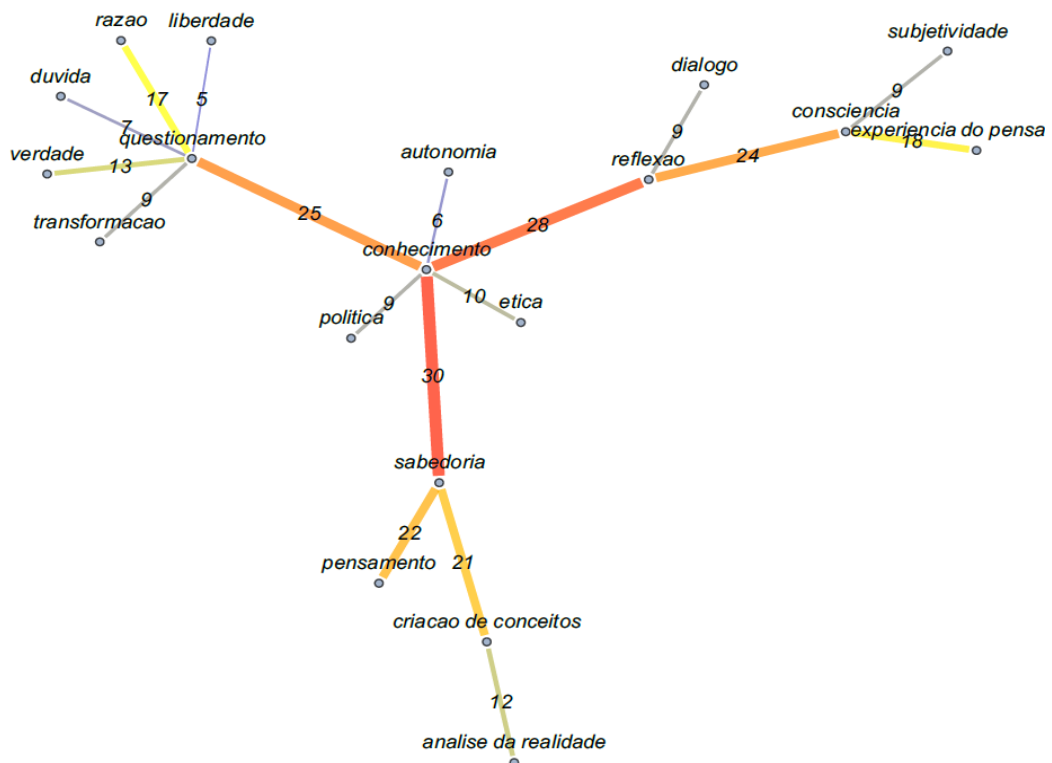 razao
liberdade
subjetividade
dialogo
duvida
17
5
9
consciencia
7
questionamento
9
experiencia do pensa
18
verdade
13
autonomia
reflexao
24
9
transformacao
25
6
28
conhecimento
10
etica
politica
9
30
sabedoria
22
pensamento
21
criacao de conceitos
12
analise da realidade